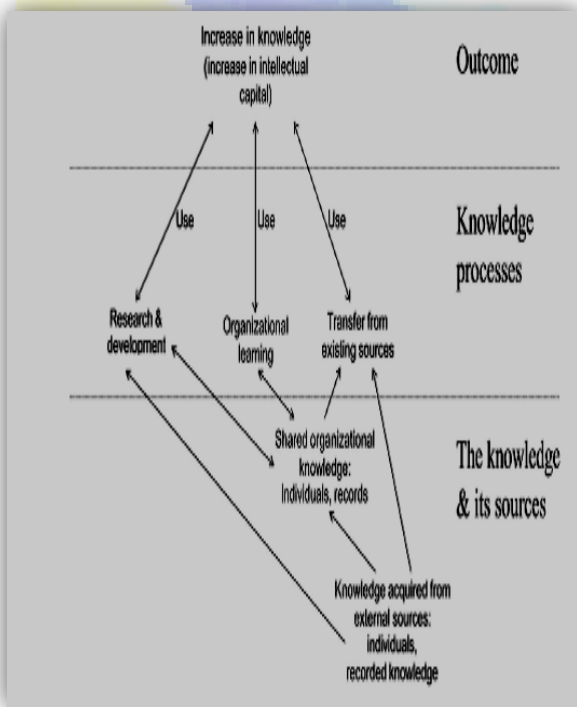 Increase in knowledge
(increase in intellectual
capital)
Outcome
Use
Use
Use
Knowledge
processes
Research &
development
Organizational
learning
Transfer from
existing sources
Shared organizational
knowledge:
Individuals, records
The knowledge
& its sources
Knowledge acquired from
external sources:
individuals,
recorded knowledge